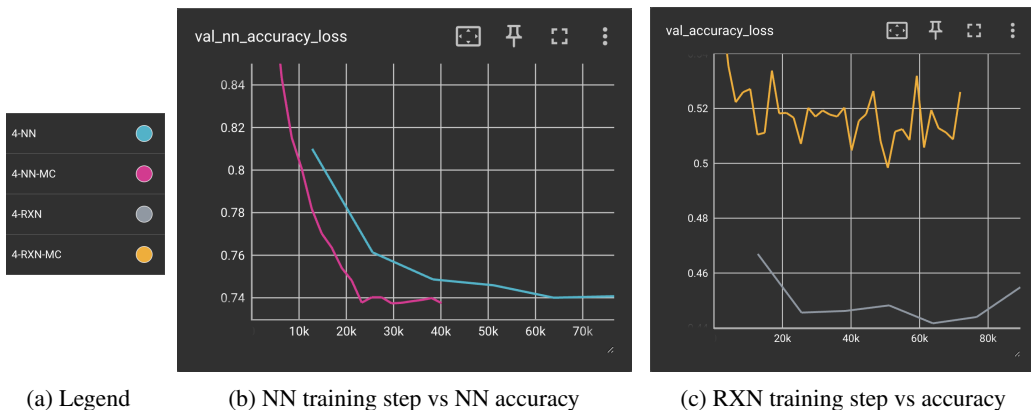 4-NN
4-NN-MC
4-RXN
4-RXN-MC
(a) Legend
val_nn_accuracy_loss
0.84
0.82
0.8
0.78
0.76
0.74
10k 20k 30k 40k 50k 60k 70k
(b) NN training step vs NN accuracy
val_accuracy_loss
0.52
0.5
0.48
0.46
20k 40k 60k 80k
(c) RXN training step vs accuracy